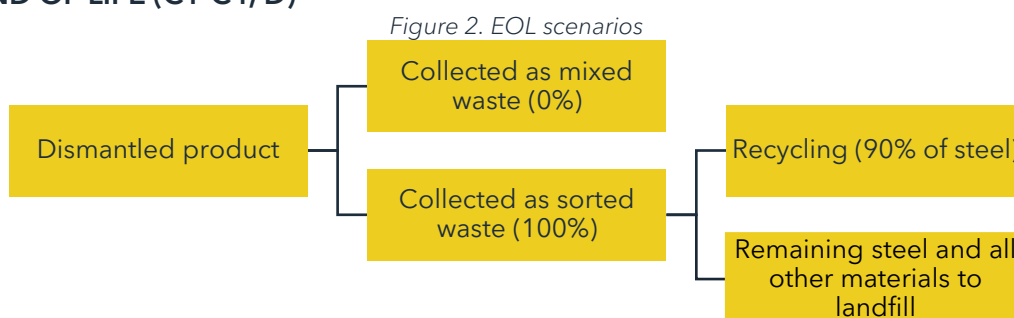 Figure 2. EOL scenarios
Collected as mixed
waste (0%)
Dismantled product
Recycling (90% of steel)
Collected as sorted
waste (100%)
Remaining steel and all
other materials to
landfill